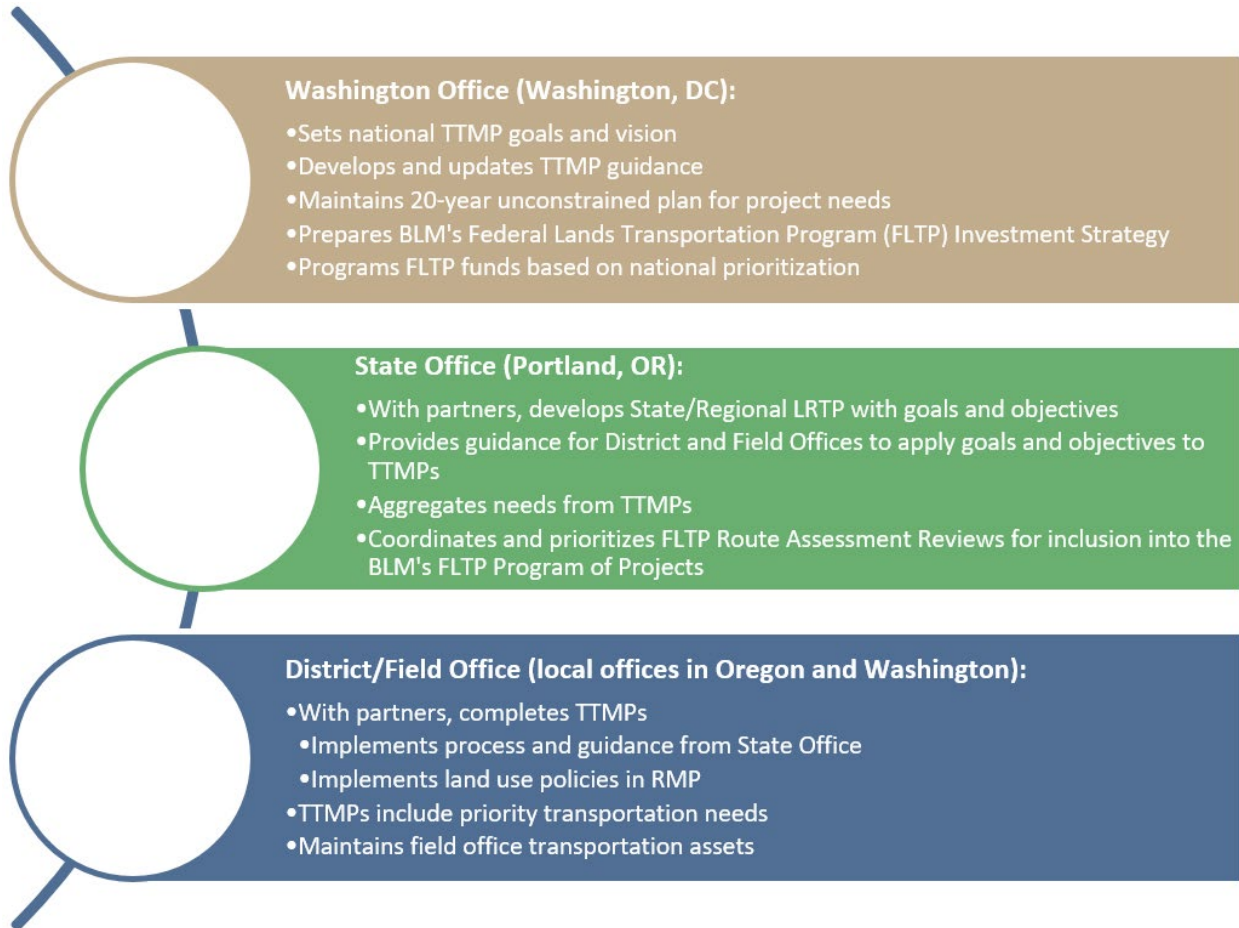 Washington Office (Washington, DC):
•Sets national TTMP goals and vision
•Develops and updates TTMP guidance
•Maintains 20-year unconstrained plan for project needs
•Prepares BLM's Federal Lands Transportation Program (FLTP) Investment Strategy
•Programs FLTP funds based on national prioritization
State Office (Portland, OR):
•With partners, develops State/Regional LRTP with goals and objectives
•Provides guidance for District and Field Offices to apply goals and objectives to
TTMPs
•Aggregates needs from TTMPs
•Coordinates and prioritizes FLTP Route Assessment Reviews for inclusion into the
BLM's FLTP Program of Projects
District/Field Office (local offices in Oregon and Washington):
•With partners, completes TTMPs
•Implements process and guidance from State Office
•Implements land use policies in RMP
•TTMPs include priority transportation needs
•Maintains field office transportation assets